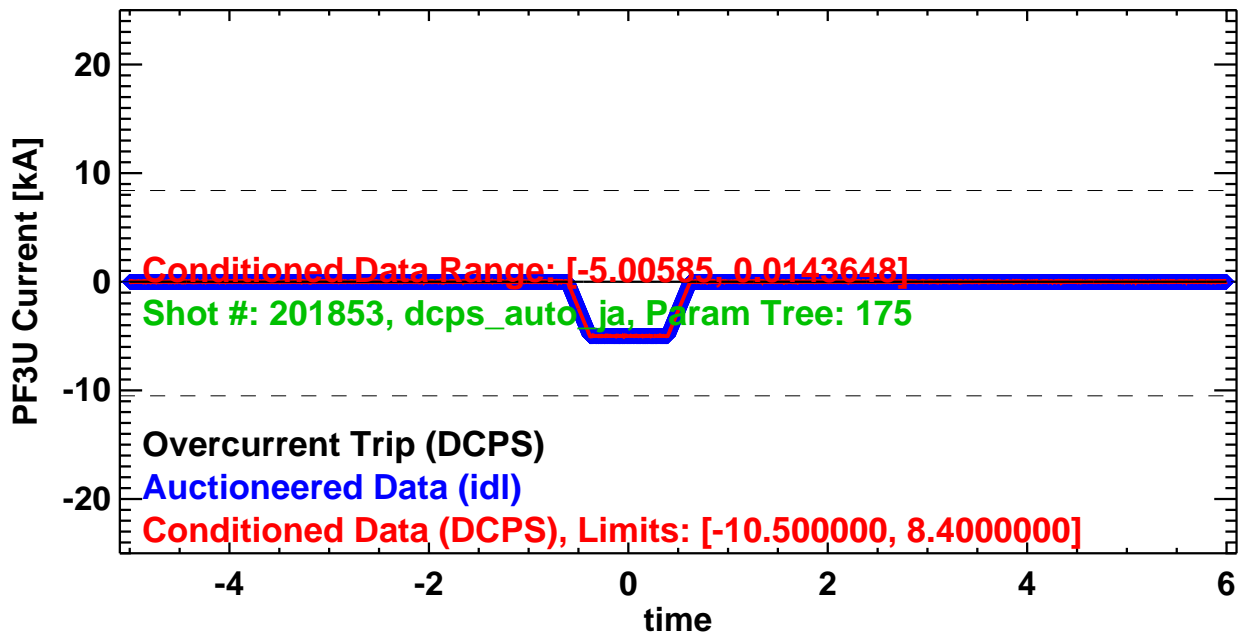 20
10
0
-10
-20
PF3U Current [kA]
Conditioned Data Range: [-5.00585, 0.0143648]
Shot #: 201853, dcps_auto_ja, Param Tree: 175
Overcurrent Trip (DCPS)
Auctioneered Data (idl)
Conditioned Data (DCPS), Limits: [-10.500000, 8.4000000]
-4 -2 0 2 4 6
time